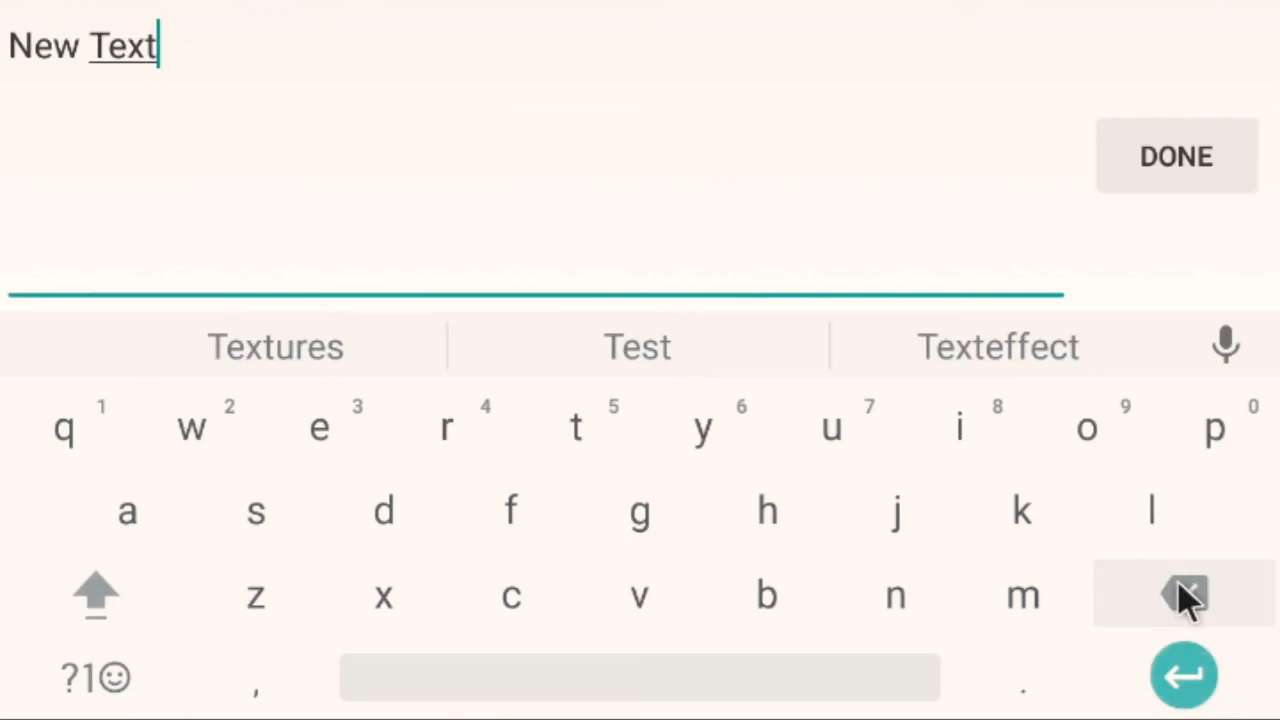 New Text
DONE
Textures Test Texteffect
q 1 w 2 e 3 r 4 t 5 y 6 u 7 i 8 o 9 p 0
a s d f g h j k l
z x c v b n m
?1☺ , .